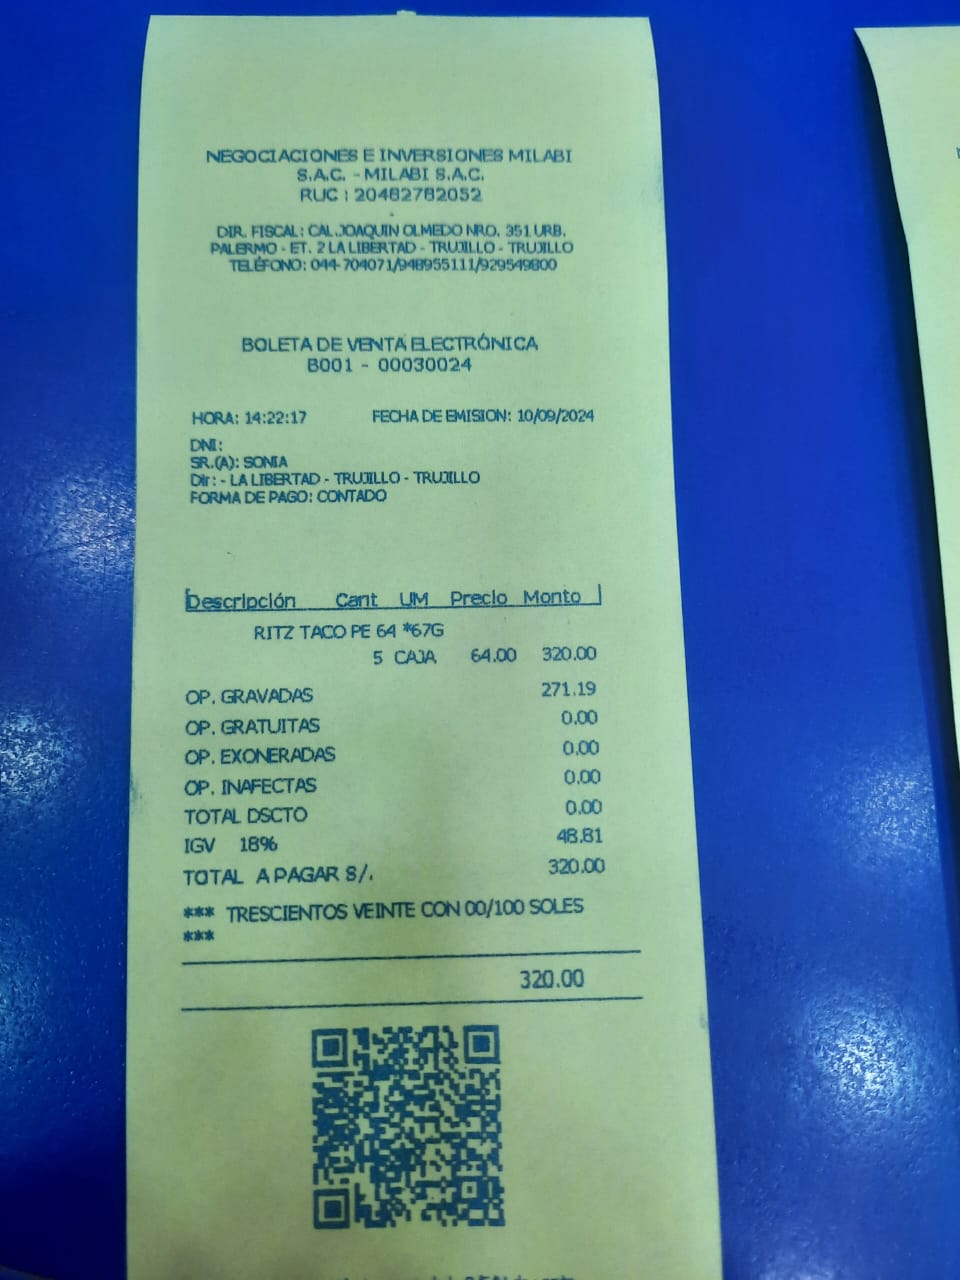 NEGOCIACIONES E INVERSIONES MILABI
S.A.C. - MILABI S.A.C.
RUC : 20482782052
DIR. FISCAL: CAL.JOAQUIN OLMEDO NRO. 351 URB.
PALERMO - ET. 2 LA LIBERTAD - TRUJILLO - TRUJILLO
TELÉFONO: 044-704071/948955111/929549800
BOLETA DE VENTA ELECTRÓNICA
B001 - 00030024
HORA: 14:22:17 FECHA DE EMISION: 10/09/2024
DNI:
SR.(A): SONIA
Dir: - LA LIBERTAD - TRUJILLO - TRUJILLO
FORMA DE PAGO: CONTADO
Descripción Cant UM Precio Monto
RITZ TACO PE 64 *67G
5 CAJA 64.00 320.00
OP. GRAVADAS 271.19
OP. GRATUITAS 0.00
OP. EXONERADAS 0.00
OP. INAFECTAS 0.00
TOTAL DSCTO 0.00
IGV 18% 48.81
TOTAL A PAGAR S/. 320.00
*** TRESCIENTOS VEINTE CON 00/100 SOLES
***
320.00